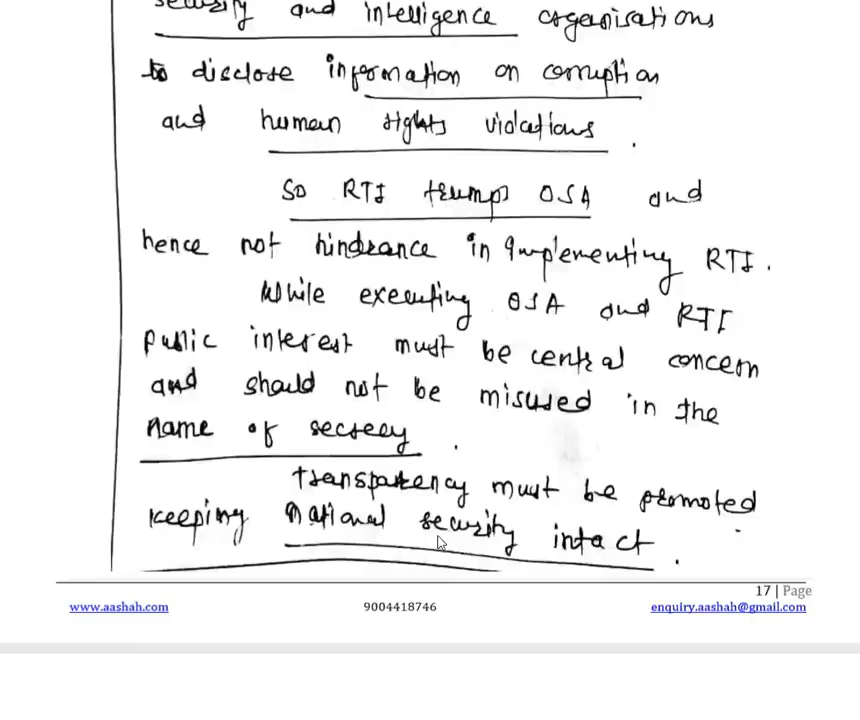 security and intelligence organisations
to disclose information on corruption
and human rights violations .
So RTI trumps OSA and
hence not hindrance in implementing RTI .
While executing OSA and RTI
public interest must be central concern
and should not be misused in the
name of secrecy .
transparency must be promoted
keeping national security intact .
17 | Page
www.aashah.com 9004418746 enquiry.aashah@gmail.com